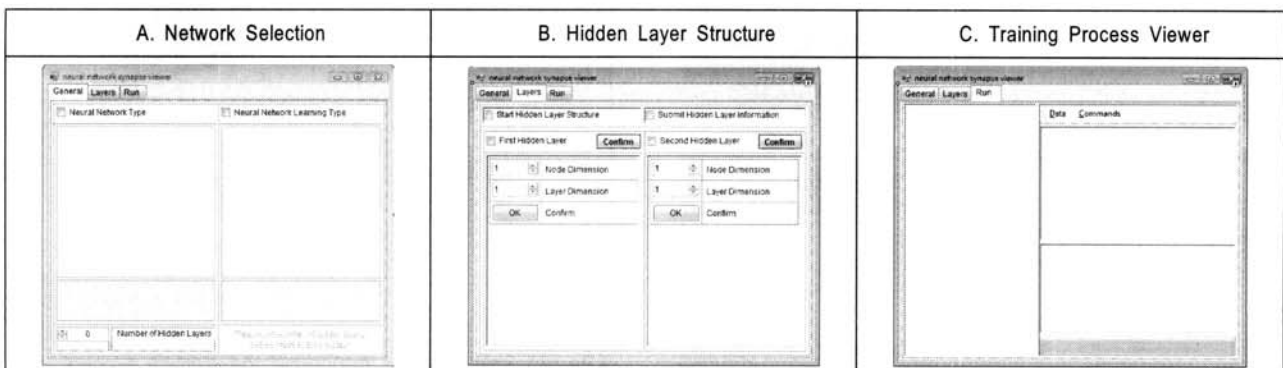 A. Network Selection
B. Hidden Layer Structure
C. Training Process Viewer
neural network synapse viewer
General Layers Run
Neural Network Type
Neural Network Learning Type
0
Number of Hidden Layers
neural network synapse viewer
General Layers Run
Start Hidden Layer Structure
Submit Hidden Layer Information
First Hidden Layer
Confirm
Second Hidden Layer
Confirm
1 Node Dimension
1 Node Dimension
1 Layer Dimension
1 Layer Dimension
OK Confirm
OK Confirm
neural network synapse viewer
General Layers Run
Data Commands